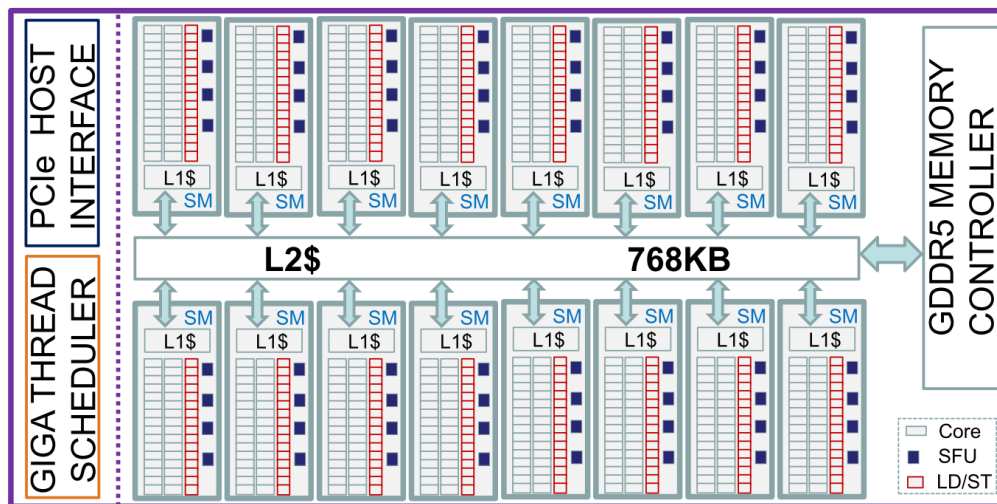 PCIe HOST
INTERFACE
GIGA THREAD
SCHEDULER
L1$ L1$ L1$ L1$ L1$ L1$ L1$ L1$
SM SM SM SM SM SM SM SM
L2$ 768KB
SM SM SM SM SM SM SM SM
L1$ L1$ L1$ L1$ L1$ L1$ L1$ L1$
GDDR5 MEMORY
CONTROLLER
Core
SFU
LD/ST